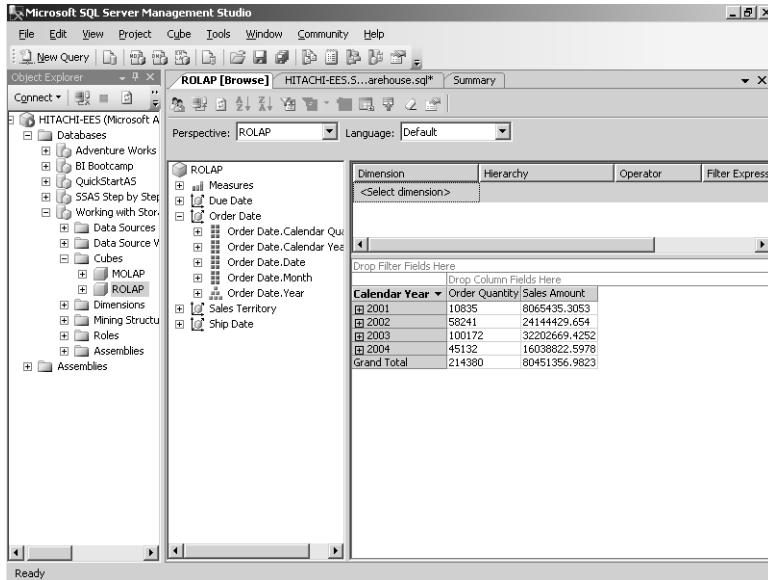 Microsoft SQL Server Management Studio
File Edit View Project Cube Tools Window Community Help
New Query
Object Explorer
Connect
HITACHI-EES (Microsoft A
Databases
Adventure Works
BI Bootcamp
QuickStartAS
SSAS Step by Step
Working with Stor
Data Sources
Data Source V
Cubes
MOLAP
ROLAP
Dimensions
Mining Structu
Roles
Assemblies
Assemblies
ROLAP [Browse] HITACHI-EES.S...arehouse.sql* Summary
Perspective: ROLAP Language: Default
ROLAP
Measures
Due Date
Order Date
Order Date.Calendar Qua
Order Date.Calendar Yea
Order Date.Date
Order Date.Month
Order Date.Year
Sales Territory
Ship Date
Dimension Hierarchy Operator Filter Express
<Select dimension>
Drop Filter Fields Here
Drop Column Fields Here
Calendar Year Order Quantity Sales Amount
2001 10835 8065435.3053
2002 58241 24144429.654
2003 100172 32202669.4252
2004 45132 16038822.5978
Grand Total 214380 80451356.9823
Ready